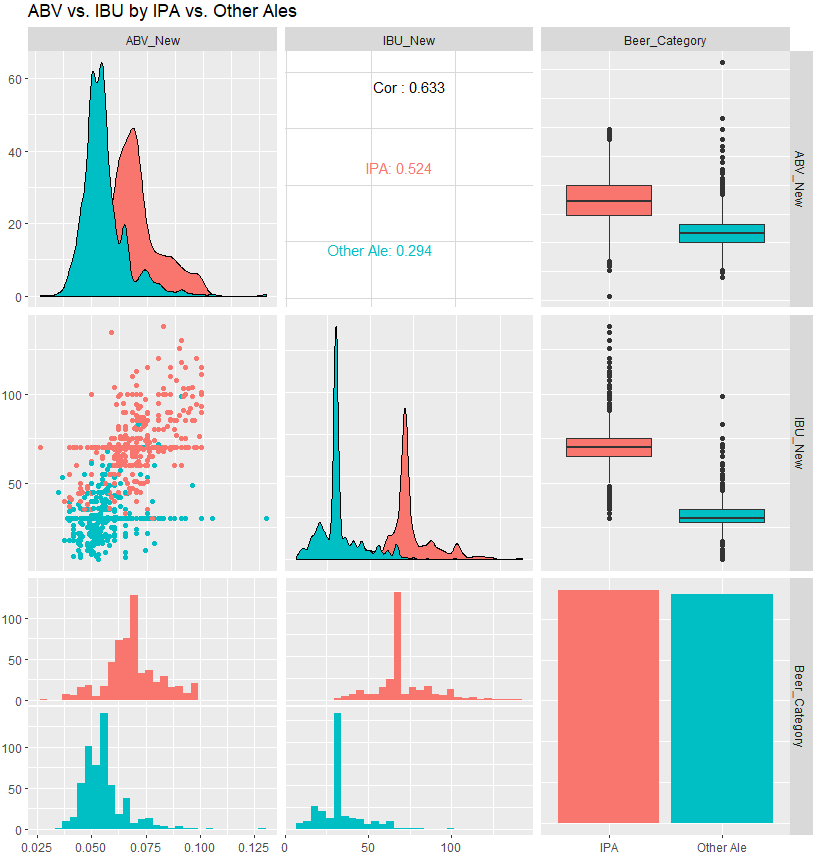 ABV vs. IBU by IPA vs. Other Ales
ABV_New
IBU_New
Beer_Category
60
40
20
0
Cor : 0.633
IPA: 0.524
Other Ale: 0.294
ABV_New
100
50
IBU_New
100
50
0
100
50
0
Beer_Category
0.025
0.050
0.075
0.100
0.125
0
50
100
IPA
Other Ale